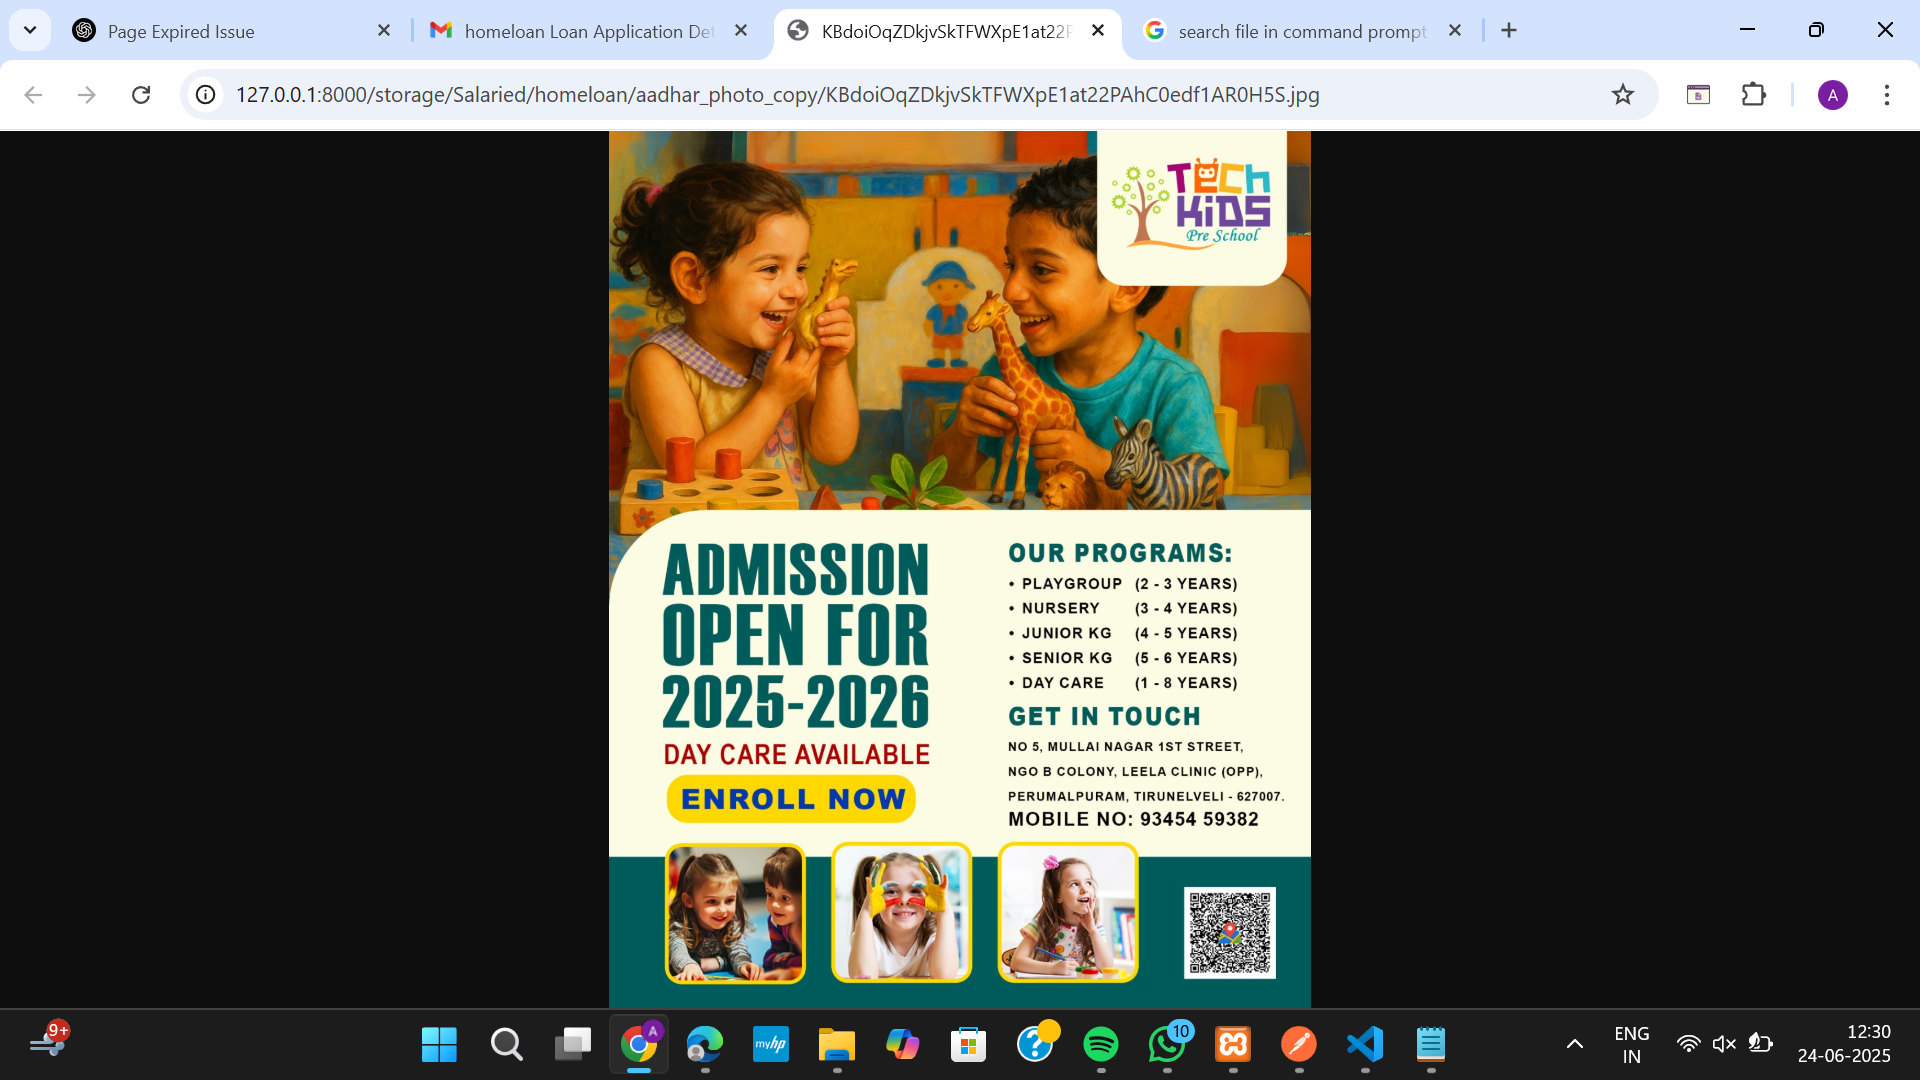 Page Expired Issue
homeloan Loan Application Det
KBdoiOqZDkjvSkTFWXpE1at22P
search file in command prompt
127.0.0.1:8000/storage/Salaried/homeloan/aadhar_photo_copy/KBdoiOqZDkjvSkTFWXpE1at22PAhC0edf1AR0H5S.jpg
A
TECH
KIDS
Pre School
ADMISSION
OPEN FOR
2025-2026
DAY CARE AVAILABLE
ENROLL NOW
OUR PROGRAMS:
• PLAYGROUP (2 - 3 YEARS)
• NURSERY (3 - 4 YEARS)
• JUNIOR KG (4 - 5 YEARS)
• SENIOR KG (5 - 6 YEARS)
• DAY CARE (1 - 8 YEARS)
GET IN TOUCH
NO 5, MULLAI NAGAR 1ST STREET,
NGO B COLONY, LEELA CLINIC (OPP),
PERUMALPURAM, TIRUNELVELI - 627007.
MOBILE NO: 93454 59382
9+
A
myhp
?
10
ENG
IN
12:30
24-06-2025